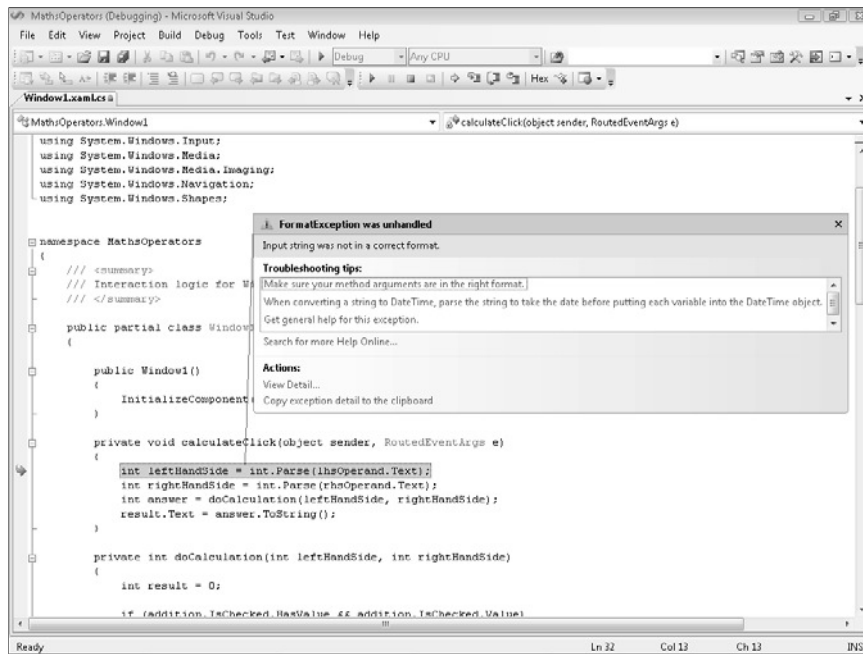 MathsOperators (Debugging) - Microsoft Visual Studio
File Edit View Project Build Debug Tools Test Window Help
Debug Any CPU
Hex
Window1.xaml.cs
MathsOperators.Window1 calculateClick(object sender, RoutedEventArgs e)
using System.Windows.Input;
using System.Windows.Media;
using System.Windows.Media.Imaging;
using System.Windows.Navigation;
using System.Windows.Shapes;
namespace MathsOperators
{
/// <summary>
/// Interaction logic for Wi
/// </summary>
public partial class Window
{
public Window1()
{
InitializeComponent
}
private void calculateClick(object sender, RoutedEventArgs e)
{
int leftHandSide = int.Parse(lhsOperand.Text);
int rightHandSide = int.Parse(rhsOperand.Text);
int answer = doCalculation(leftHandSide, rightHandSide);
result.Text = answer.ToString();
}
private int doCalculation(int leftHandSide, int rightHandSide)
{
int result = 0;
if (addition.IsChecked.HasValue && addition.IsChecked.Value)
FormatException was unhandled
Input string was not in a correct format.
Troubleshooting tips:
Make sure your method arguments are in the right format.
When converting a string to DateTime, parse the string to take the date before putting each variable into the DateTime object.
Get general help for this exception.
Search for more Help Online...
Actions:
View Detail...
Copy exception detail to the clipboard
Ready Ln 32 Col 13 Ch 13 INS